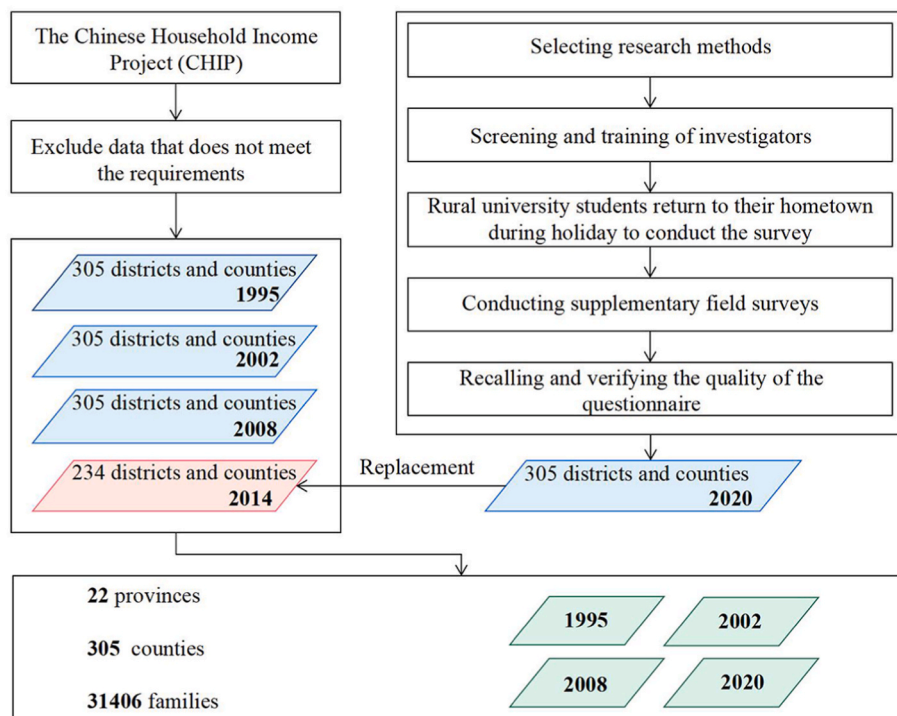 The Chinese Household Income
Project (CHIP)
Exclude data that does not meet
the requirements
305 districts and counties
1995
305 districts and counties
2002
305 districts and counties
2008
234 districts and counties
2014
Selecting research methods
Screening and training of investigators
Rural university students return to their hometown
during holiday to conduct the survey
Conducting supplementary field surveys
Recalling and verifying the quality of the
questionnaire
Replacement
305 districts and counties
2020
22 provinces
305 counties
31406 families
1995
2002
2008
2020